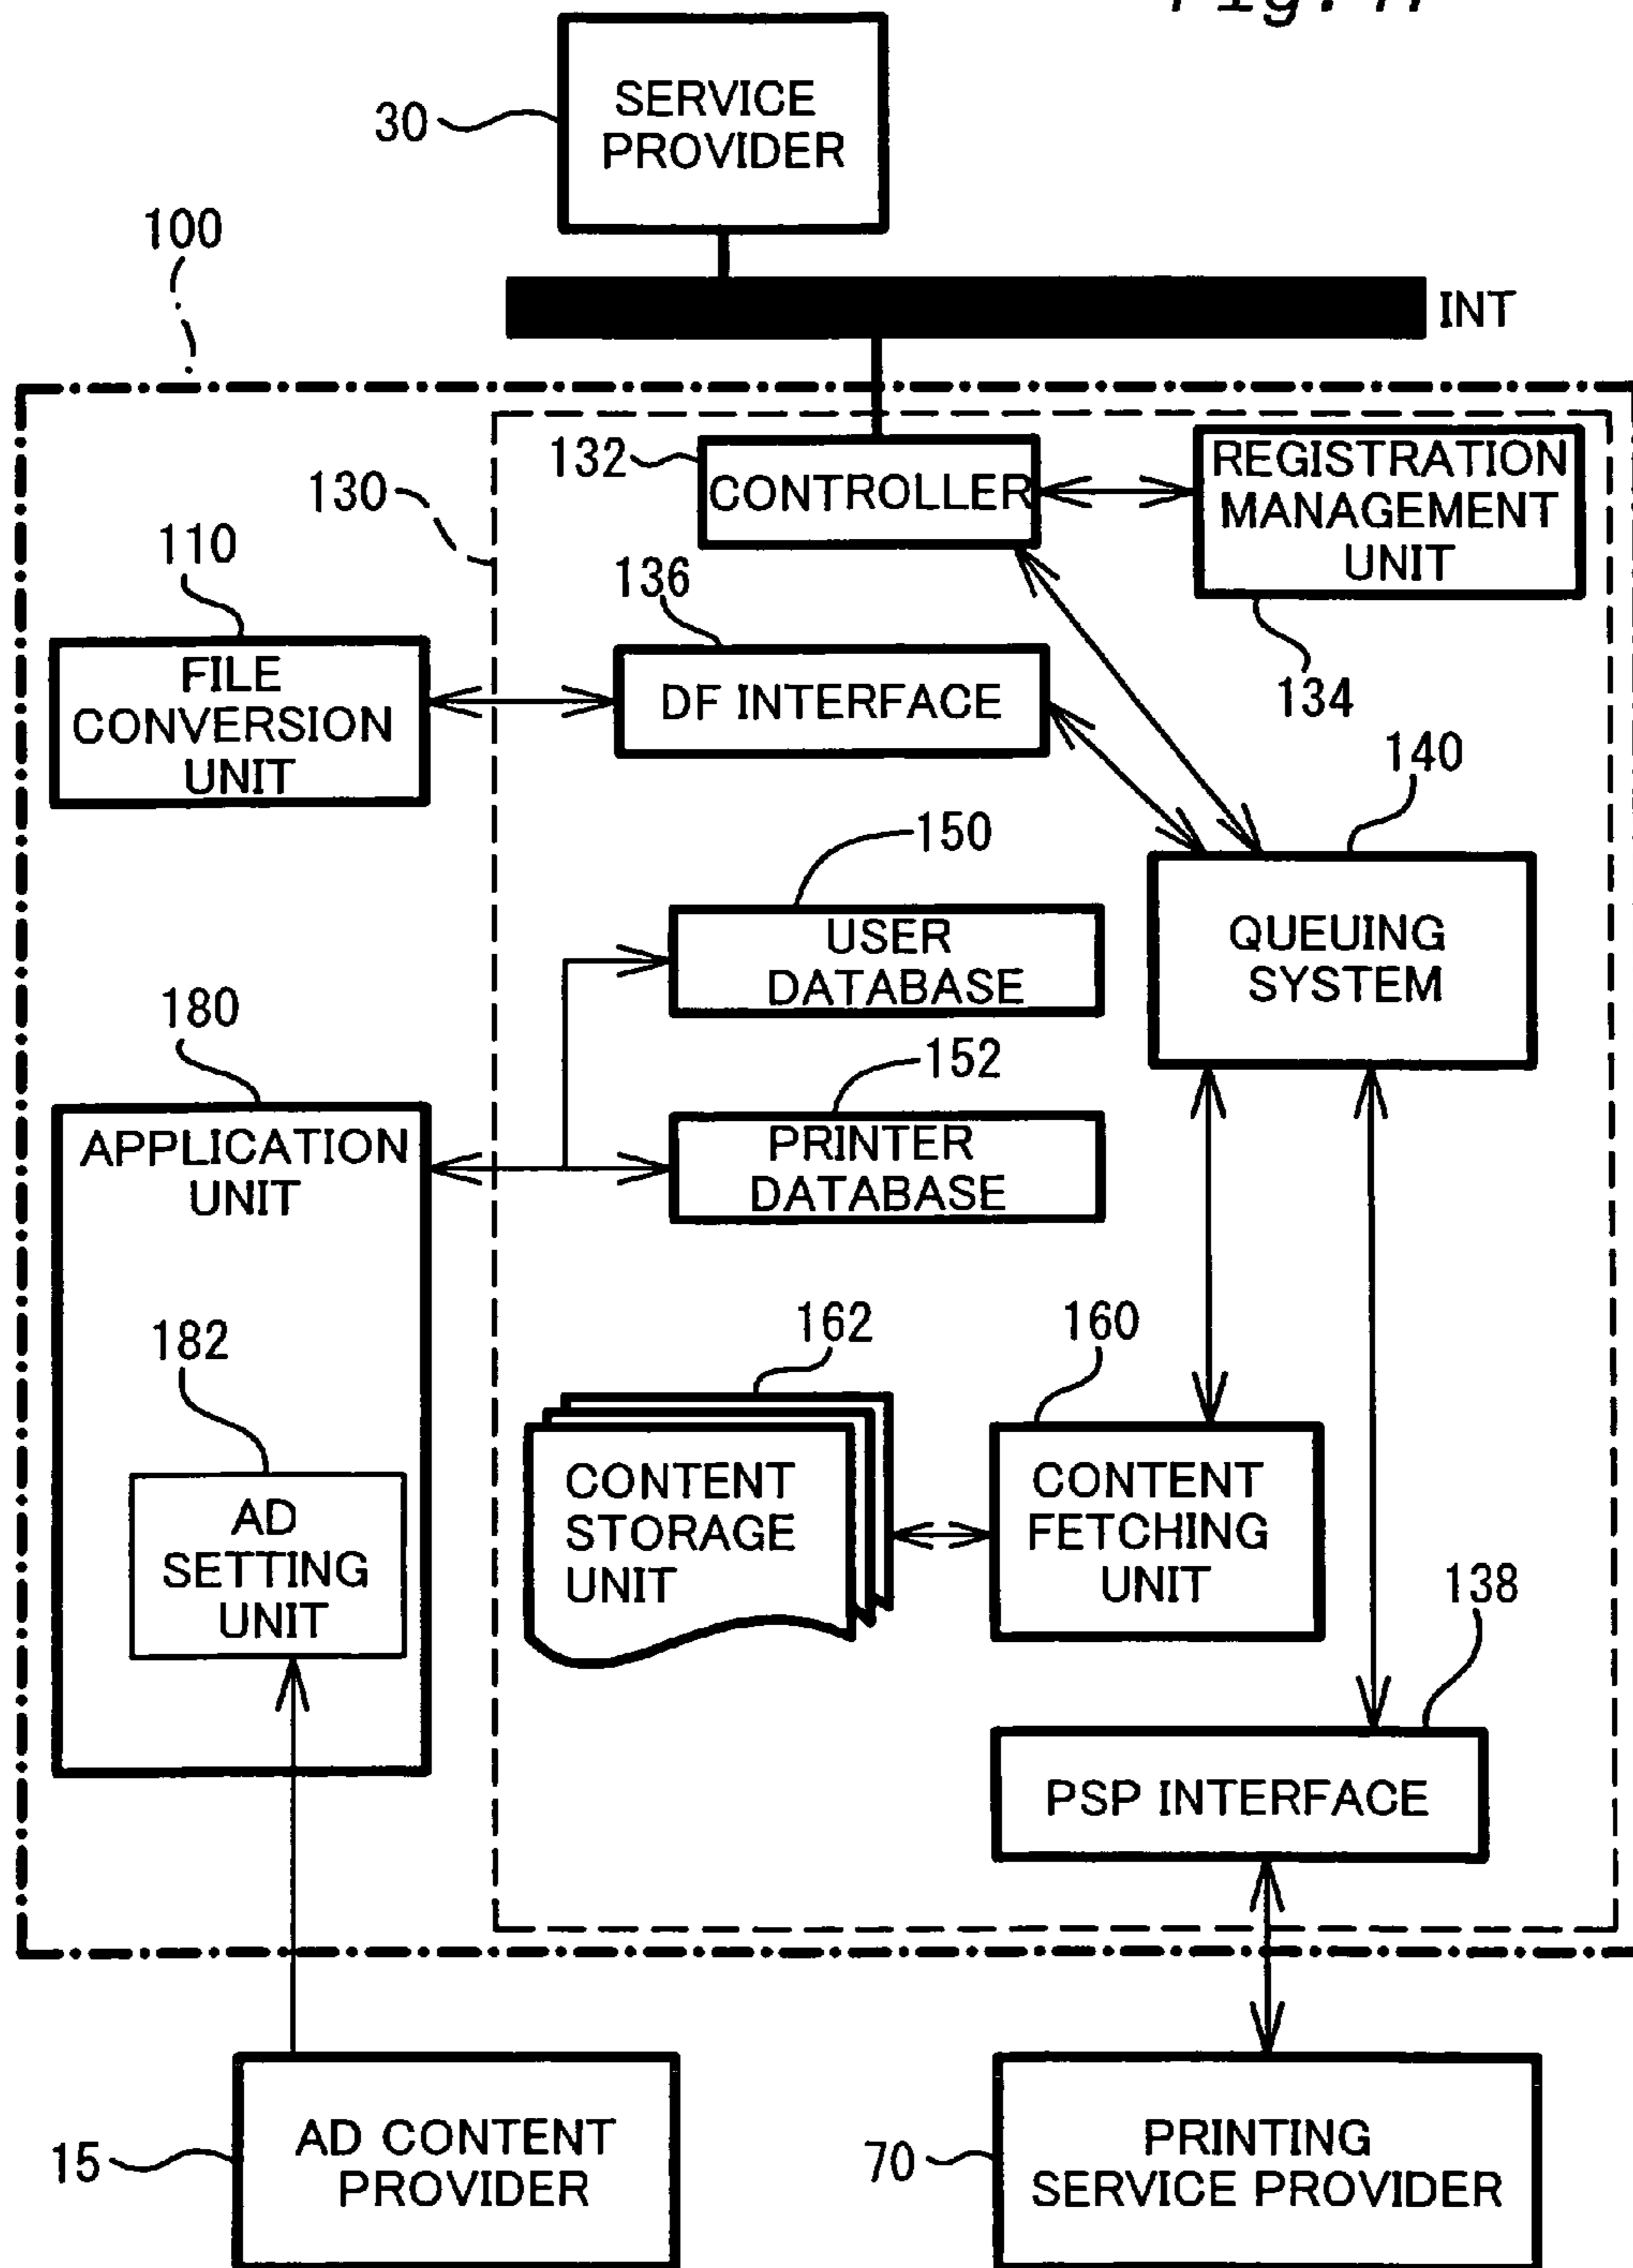 SERVICE
PROVIDER
30
100
INT
132
CONTROLLER
REGISTRATION
MANAGEMENT
UNIT
134
130
110
FILE
CONVERSION
UNIT
136
DF INTERFACE
140
QUEUING
SYSTEM
150
USER
DATABASE
152
PRINTER
DATABASE
180
APPLICATION
UNIT
182
AD
SETTING
UNIT
162
CONTENT
STORAGE
UNIT
160
CONTENT
FETCHING
UNIT
138
PSP INTERFACE
15
AD CONTENT
PROVIDER
70
PRINTING
SERVICE PROVIDER